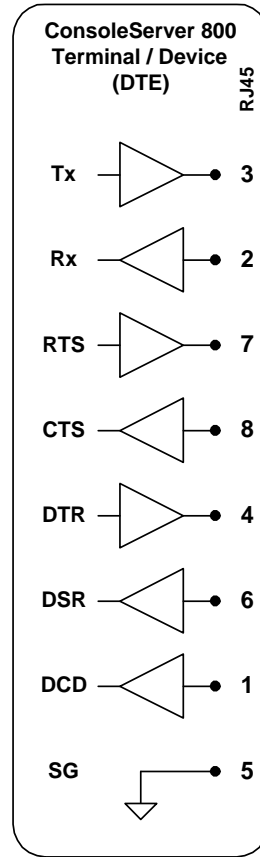 ConsoleServer 800
Terminal / Device
(DTE)
RJ45
Tx 3
Rx 2
RTS 7
CTS 8
DTR 4
DSR 6
DCD 1
SG 5